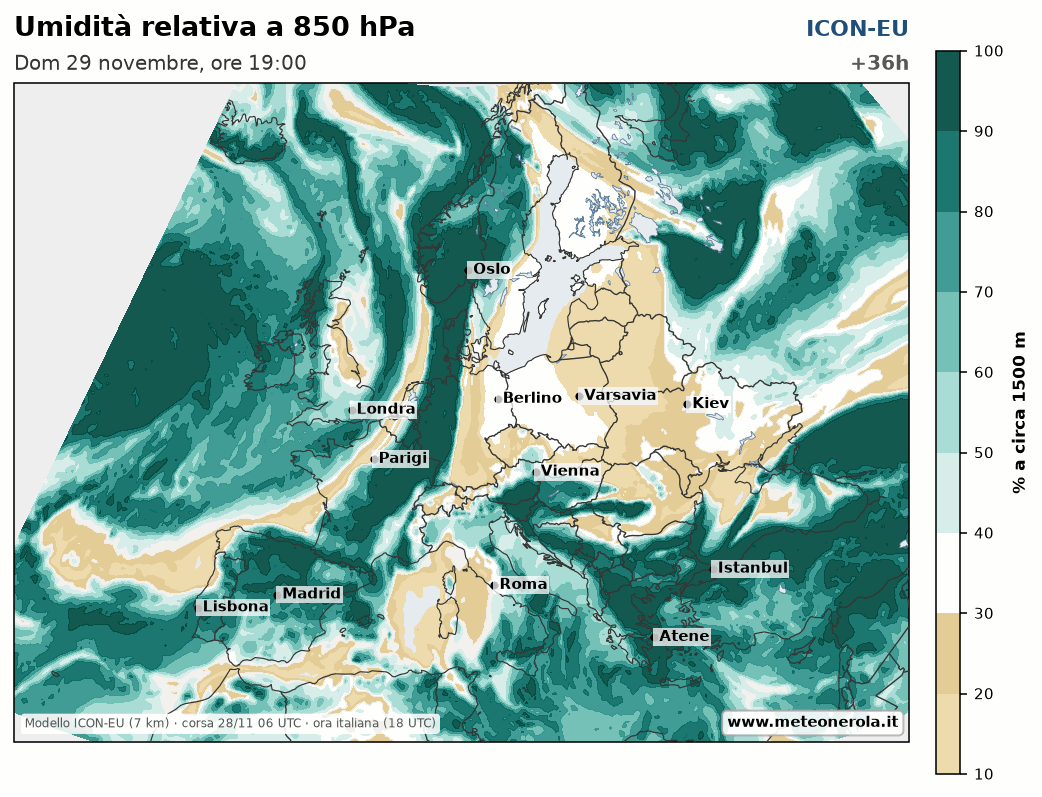 Umidità relativa a 850 hPa
ICON-EU
Dom 29 novembre, ore 19:00
+36h
100
90
80
70
60
50
40
30
20
10
% a circa 1500 m
Oslo
Berlino
Varsavia
Kiev
Londra
Parigi
Vienna
Istanbul
Roma
Madrid
Lisbona
Atene
Modello ICON-EU (7 km) · corsa 28/11 06 UTC · ora italiana (18 UTC)
www.meteonerola.it